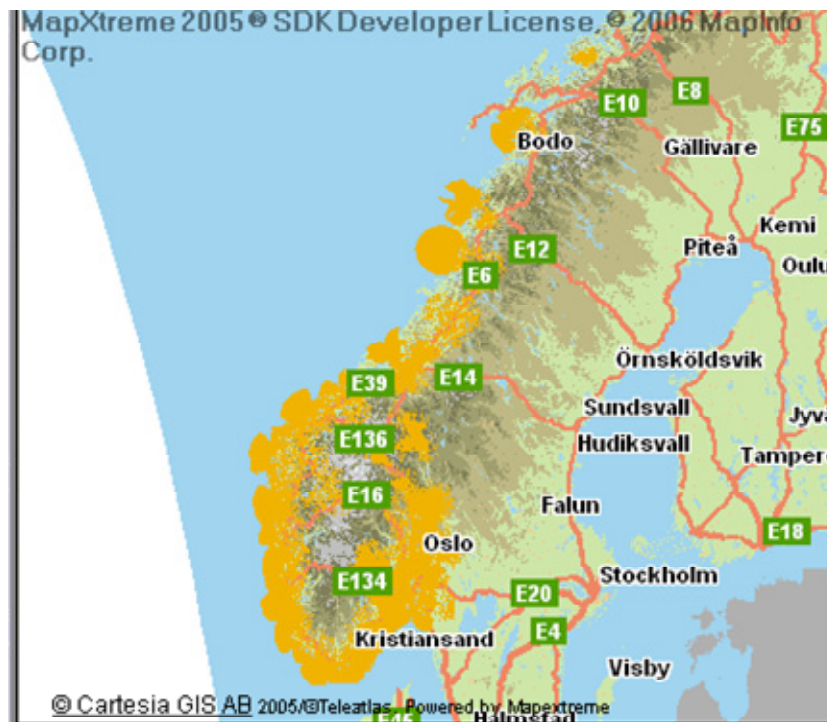 MapXtreme 2005 ® SDK Developer License, © 2006 MapInfo
Corp.
E8
E10
E75
Bodo
Gällivare
Kemi
E12
Piteå
Oulu
E6
Örnsköldsvik
E14
E39
Sundsvall
Jyvä
E136
Hudiksvall
Tampere
E16
Falun
E18
Oslo
Stockholm
E134
E20
E4
Kristiansand
Visby
© Cartesia GIS AB 2005/©Teleatlas, Powered by Mapextreme
Halmstad